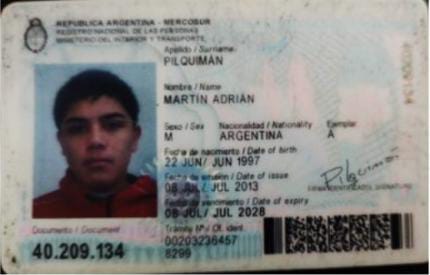 REPUBLICA ARGENTINA - MERCOSUR
REGISTRO NACIONAL DE LAS PERSONAS
MINISTERIO DEL INTERIOR Y TRANSPORTE
Apellido / Surname
PILQUIMÁN
Nombre / Name
MARTÍN ADRIÁN
Sexo / Sex Nacionalidad / Nationality Ejemplar
M ARGENTINA A
Fecha de nacimiento / Date of birth
22 JUN/ JUN 1997
Fecha de emisión / Date of issue
08 JUL/ JUL 2013
FIRMA IDENTIFICADO / SIGNATURE
Fecha de vencimiento / Date of expiry
08 JUL/ JUL 2028
Documento / Document Trámite Nº / Of. ident.
40.209.134 00203236457
8299